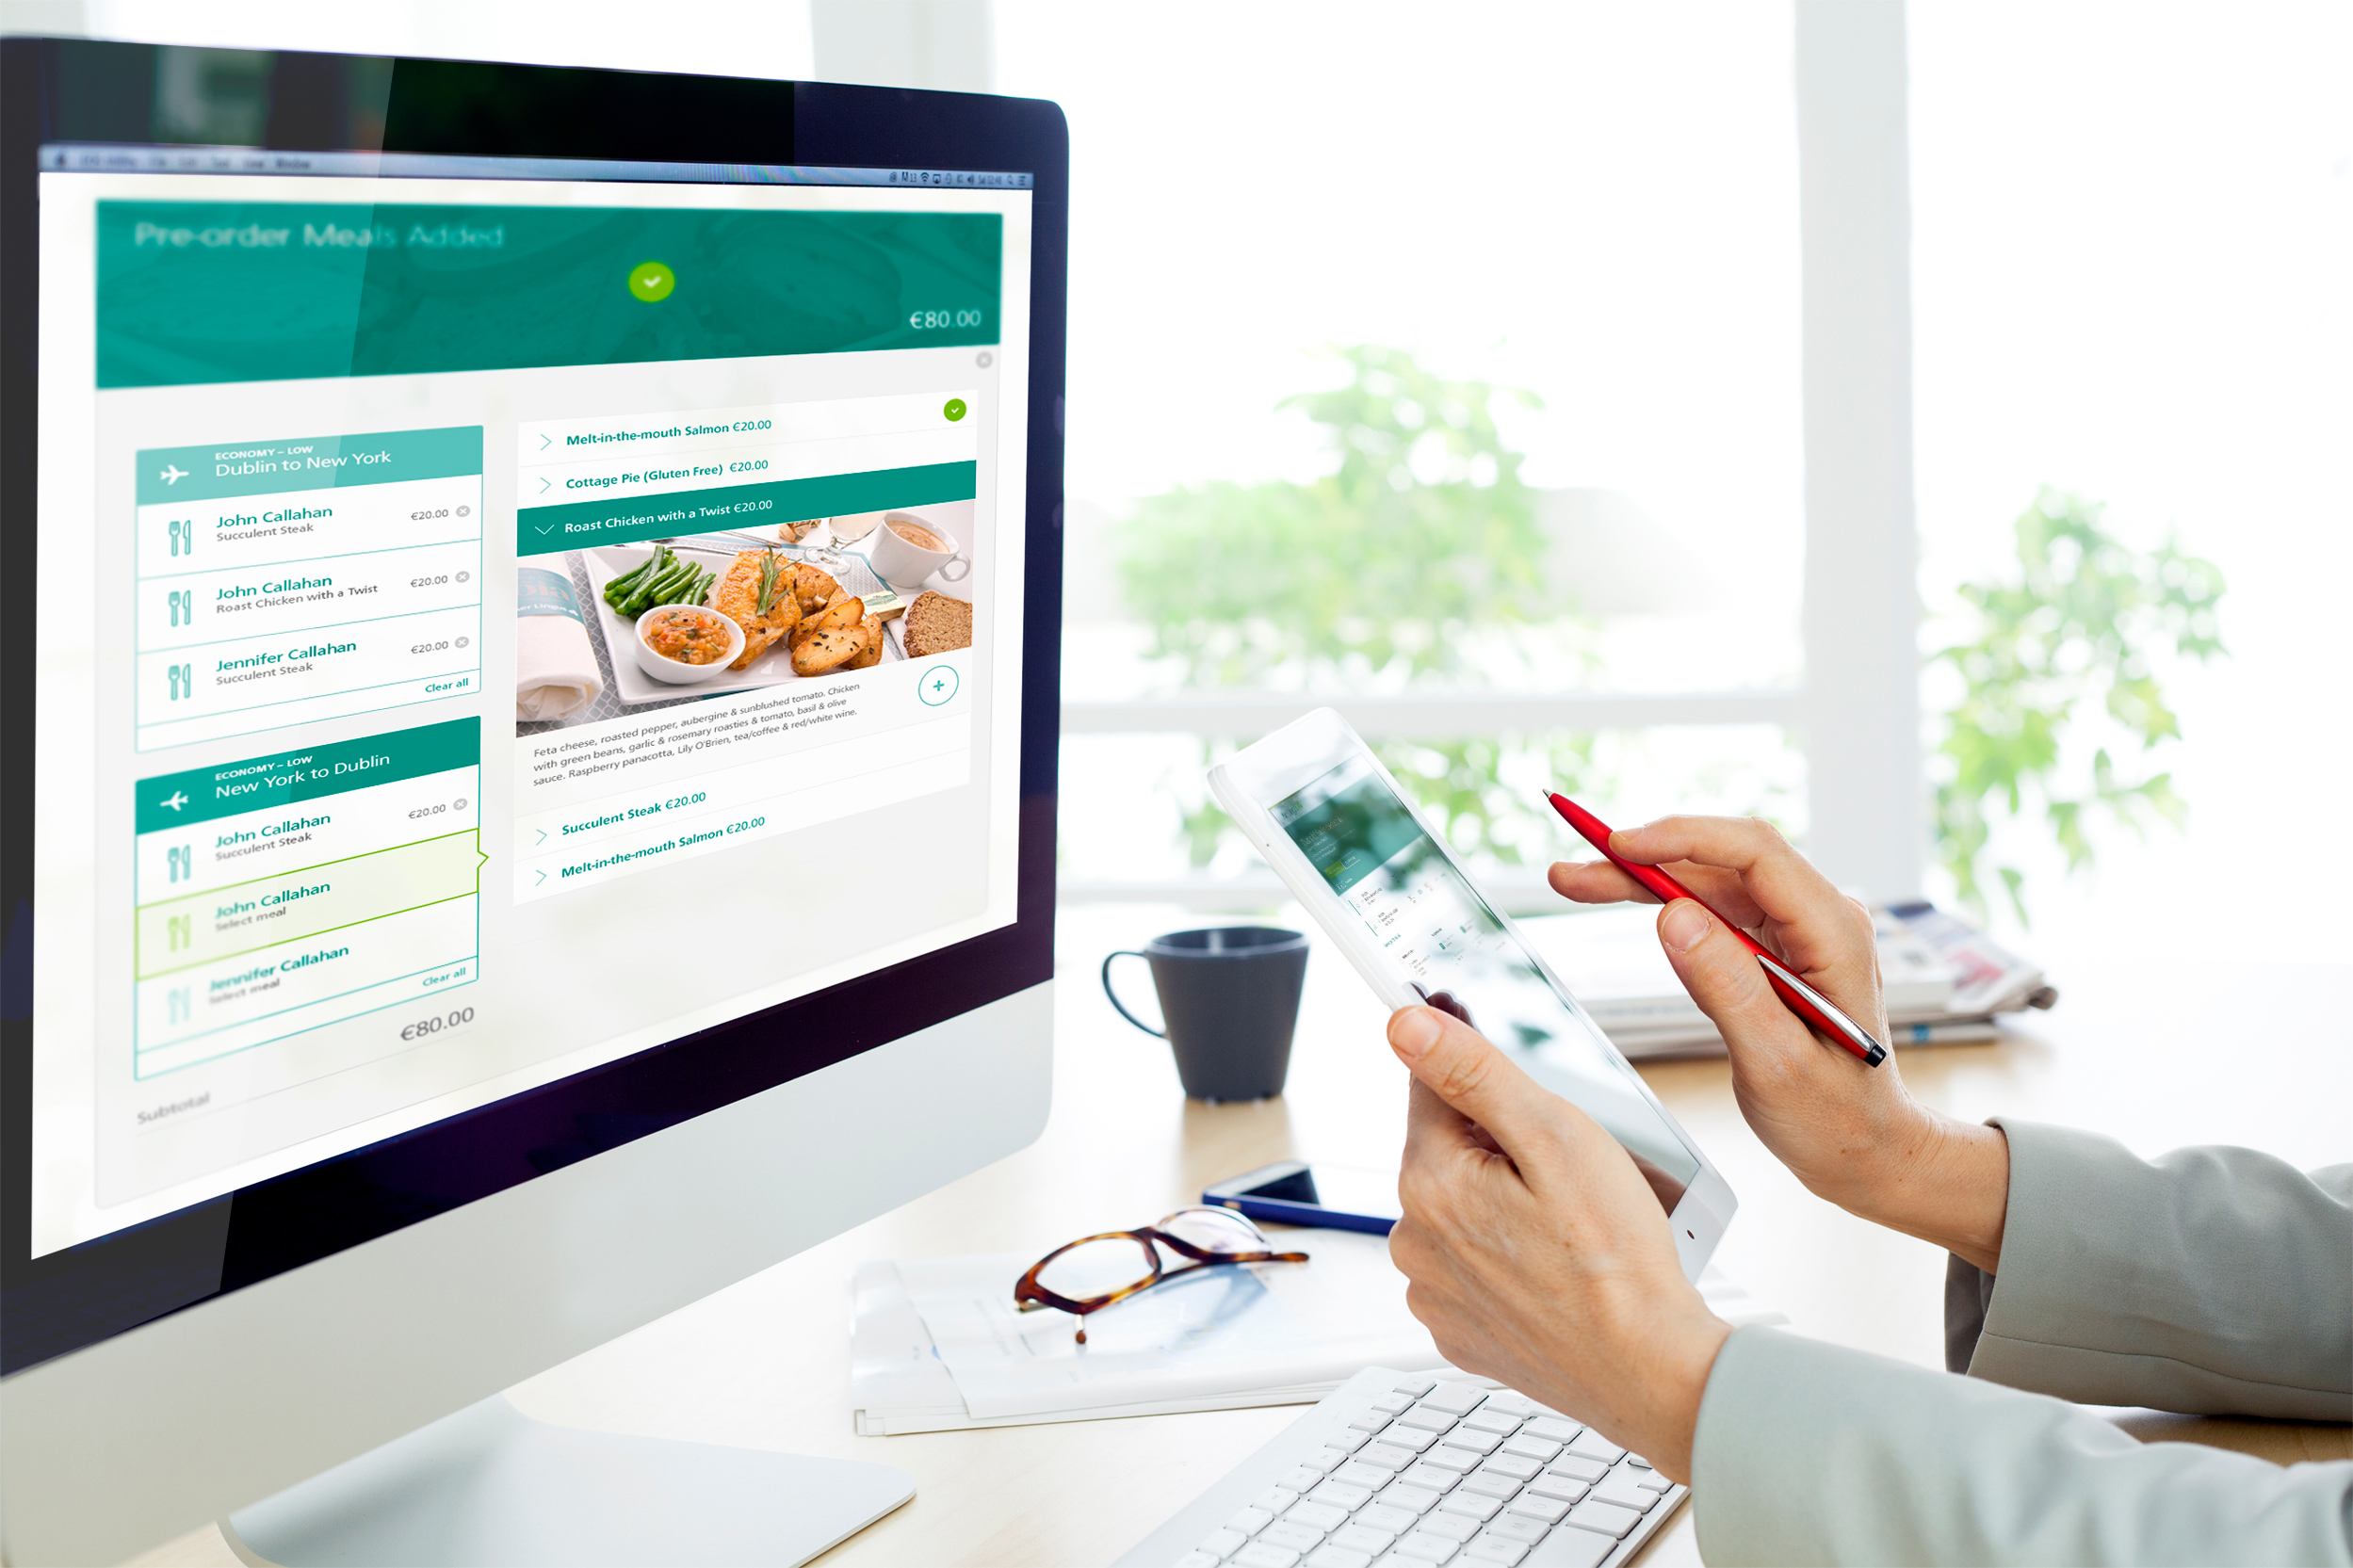 Pre-order Meals Added
€80.00
ECONOMY – LOW
Dublin to New York
John Callahan
Succulent Steak
€20.00
John Callahan
Roast Chicken with a Twist
€20.00
Jennifer Callahan
Succulent Steak
€20.00
Clear all
ECONOMY – LOW
New York to Dublin
John Callahan
Succulent Steak
€20.00
John Callahan
Select meal
Jennifer Callahan
Select meal
Clear all
€80.00
Subtotal
Melt-in-the-mouth Salmon €20.00
Cottage Pie (Gluten Free) €20.00
Roast Chicken with a Twist €20.00
Feta cheese, roasted pepper, aubergine & sunblushed tomato. Chicken
with green beans, garlic & rosemary roasties & tomato, basil & olive
sauce. Raspberry panacotta, Lily O'Brien, tea/coffee & red/white wine.
Succulent Steak €20.00
Melt-in-the-mouth Salmon €20.00